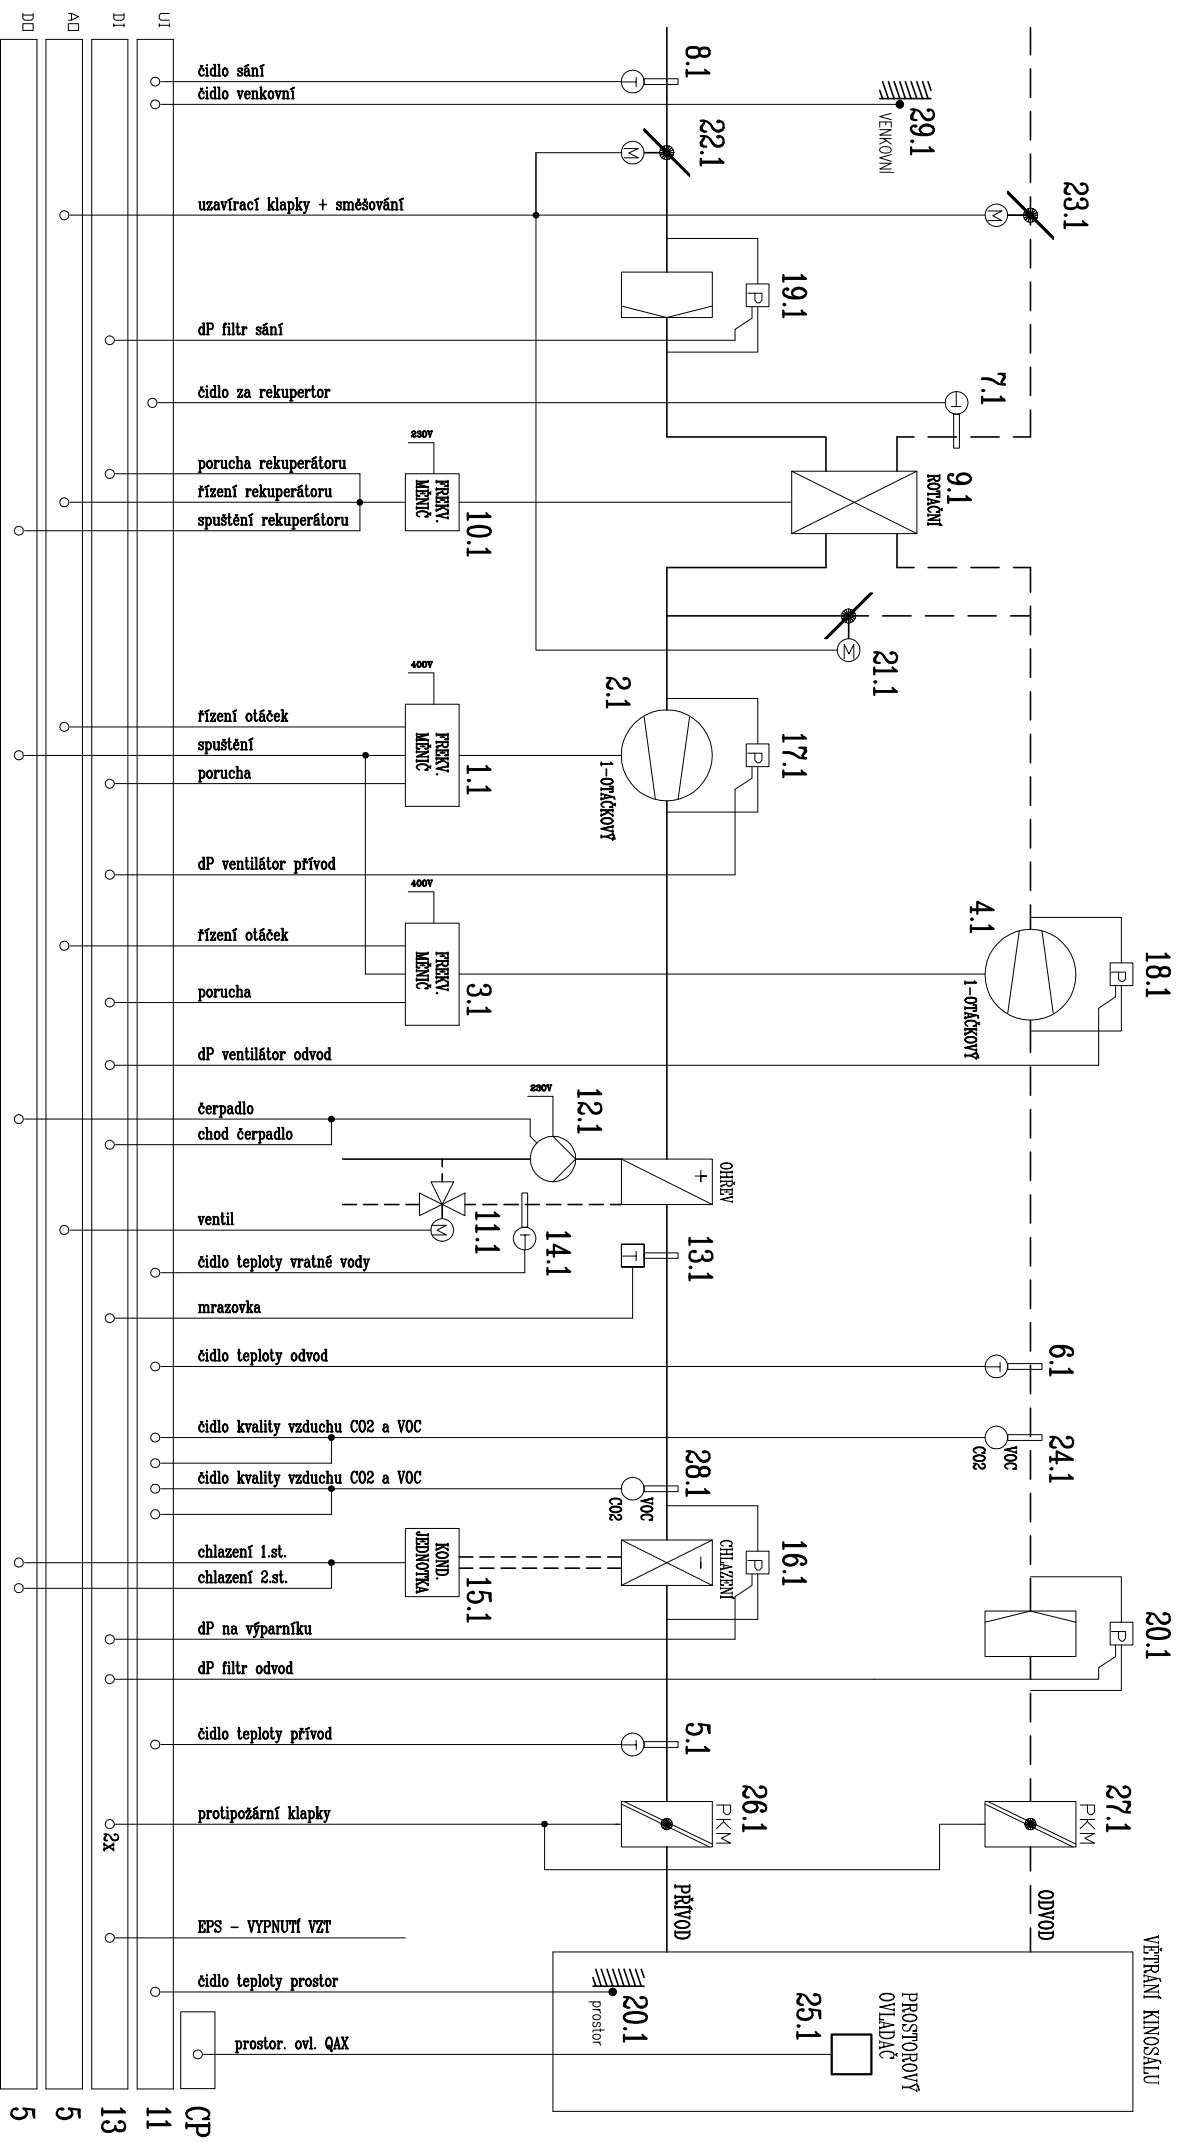 DO
AO
DI
UI
čidlo sání
8.1
čidlo venkovní
29.1
VENKOVNÍ
22.1
M
uzavírací klapky + směšování
23.1
M
19.1
P
dP filtr sání
7.1
T
čidlo za rekupertor
230V
porucha rekuperátoru
řízení rekuperátoru
spuštění rekuperátoru
FREKV.
MĚNIČ
10.1
9.1
ROTAČNÍ
21.1
M
400V
řízení otáček
spuštění
porucha
FREKV.
MĚNIČ
1.1
2.1
1-OTÁČKOVÝ
17.1
P
dP ventilátor přívod
400V
řízení otáček
porucha
FREKV.
MĚNIČ
3.1
4.1
1-OTÁČKOVÝ
18.1
P
dP ventilátor odvod
230V
12.1
čerpadlo
chod čerpadlo
OHŘEV
+
ventil
M
11.1
14.1
T
13.1
T
čidlo teploty vratné vody
mrazovka
čidlo teploty odvod
T
6.1
čidlo kvality vzduchu CO2 a VOC
VOC
CO2
24.1
čidlo kvality vzduchu CO2 a VOC
VOC
CO2
28.1
chlazení 1.st.
chlazení 2.st.
KOND.
JEDNOTKA
15.1
CHLAZENÍ
-
16.1
P
dP na výparníku
20.1
P
dP filtr odvod
čidlo teploty přívod
T
5.1
protipožární klapky
2x
26.1
PKM
27.1
PKM
PŘÍVOD
ODVOD
EPS - VYPNUTÍ VZT
VĚTRÁNÍ KINOSÁLU
čidlo teploty prostor
20.1
prostor
25.1
PROSTOROVÝ
OVLADAČ
prostor. ovl. QAX
CP
11
13
5
5